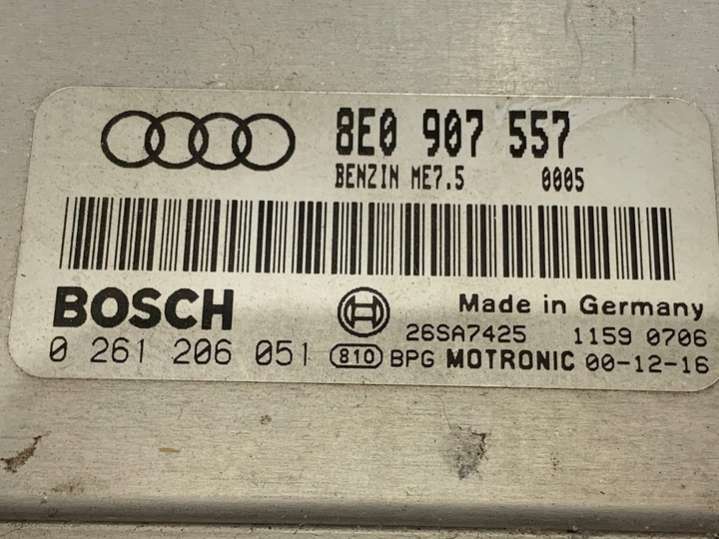 8E0 907 557
BENZIN ME7.5 0005
BOSCH
Made in Germany
26SA7425 1159 0706
0 261 206 051 810 BPG MOTRONIC 00-12-16